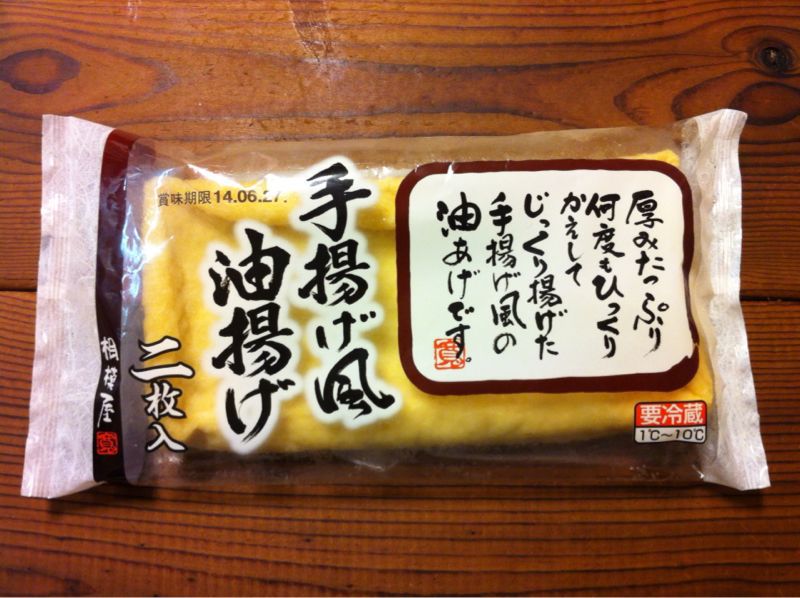 厚みたっぷり
何度もひっくり
かえして
じっくり揚げた
手揚げ風の
油あげです。
手揚げ風
油揚げ
二枚入
賞味期限 14.06.27.
相模屋
要冷蔵
1℃～10℃